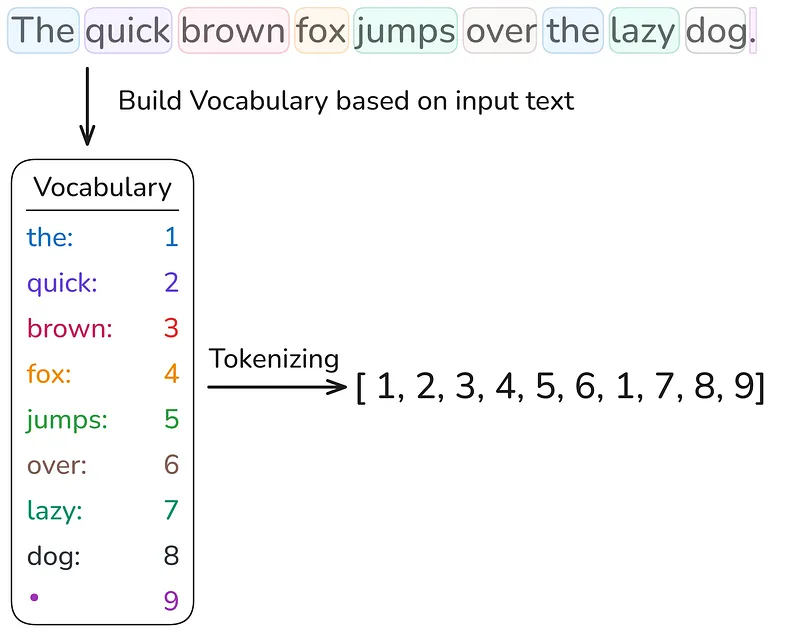 The quick brown fox jumps over the lazy dog.
Build Vocabulary based on input text
Vocabulary
the: 1
quick: 2
brown: 3
fox: 4
jumps: 5
over: 6
lazy: 7
dog: 8
• 9
Tokenizing
[ 1, 2, 3, 4, 5, 6, 1, 7, 8, 9]